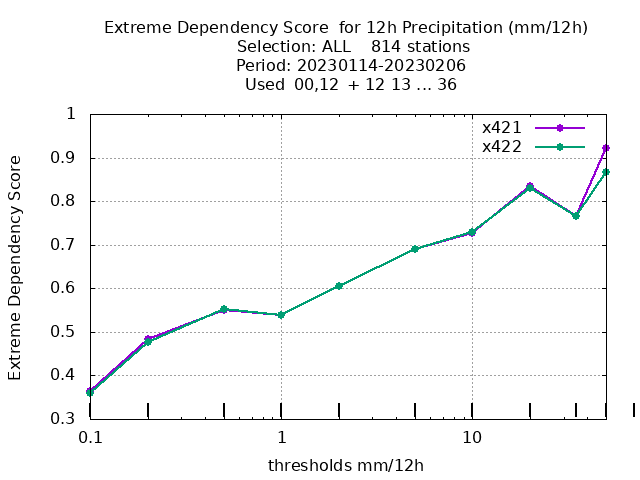 Extreme Dependency Score  for 12h Precipitation (mm/12h)
Selection: ALL    814 stations
Period: 20230114-20230206
Used  00,12  + 12 13 ... 36
x421
x422
1
0.9
0.8
0.7
0.6
0.5
0.4
0.3
Extreme Dependency Score
0.1
1
10
thresholds mm/12h